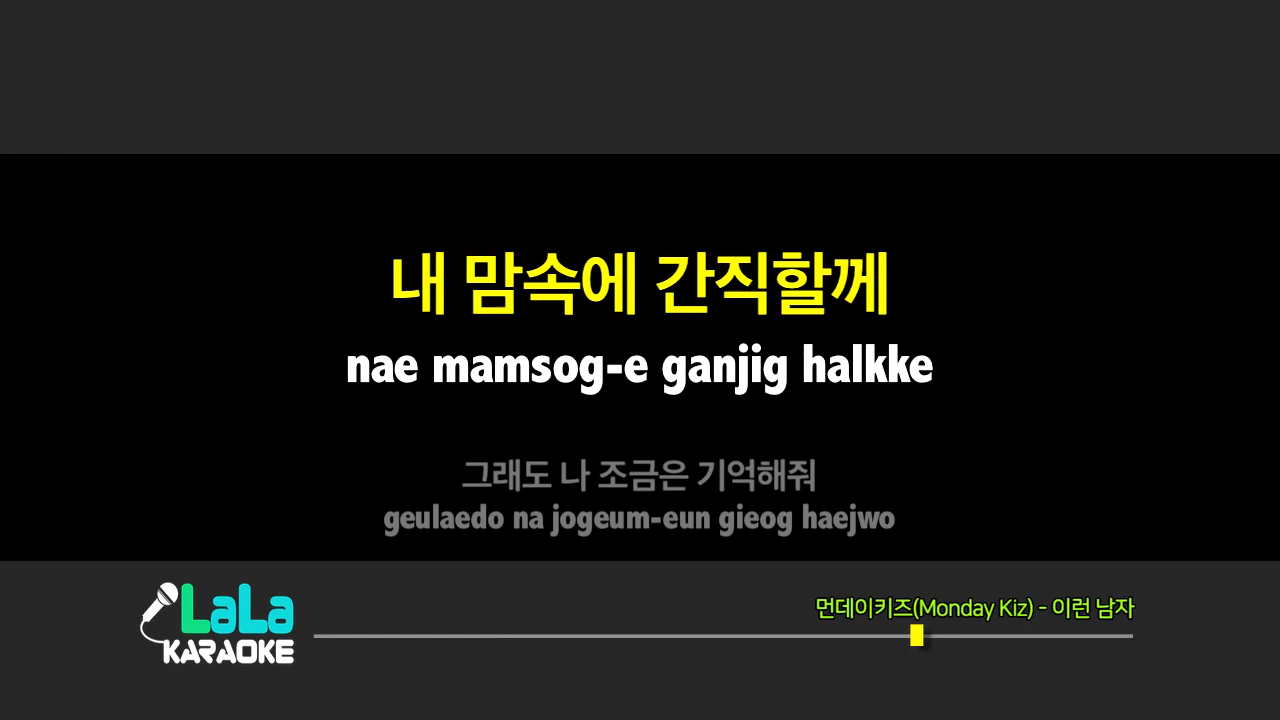 내 맘속에 간직할께
nae mamsog-e ganjig halkke
그래도 나 조금은 기억해줘
geulaedo na jogeum-eun gieog haejwo
먼데이키즈(Monday Kiz) - 이런 남자
LaLa
KARAOKE